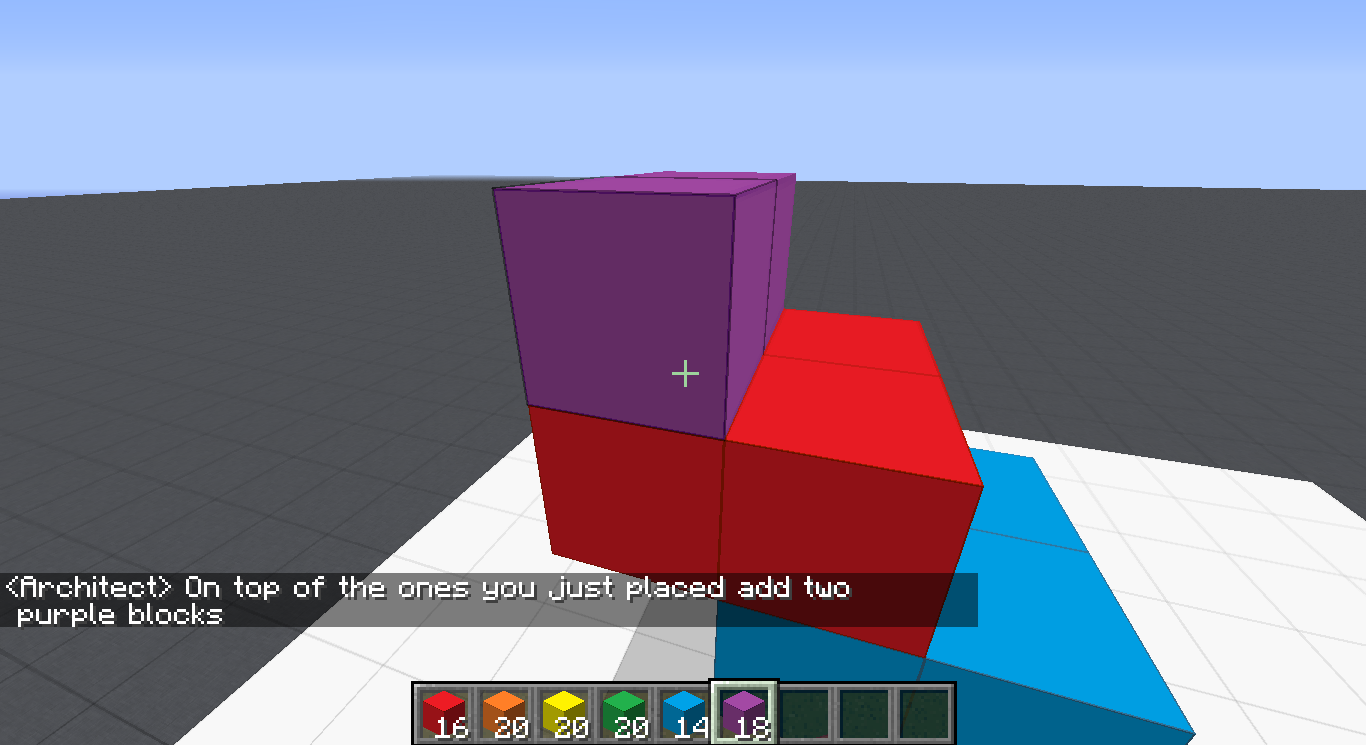 <Architect> On top of the ones you just placed add two
purple blocks
16 20 20 20 14 18